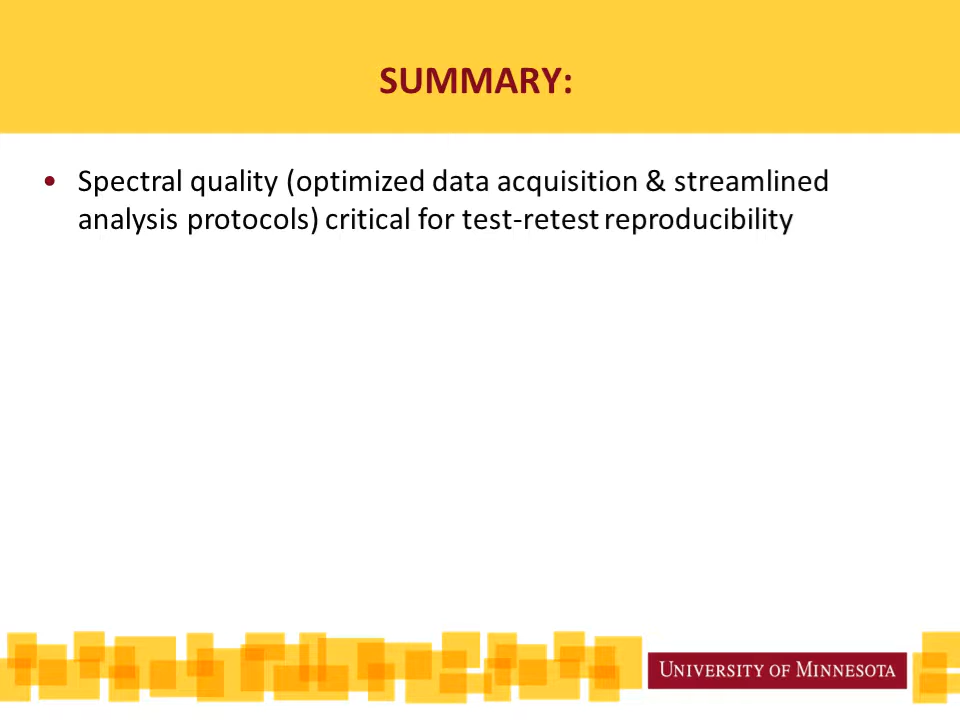 SUMMARY:
• Spectral quality (optimized data acquisition & streamlined
analysis protocols) critical for test-retest reproducibility
UNIVERSITY OF MINNESOTA